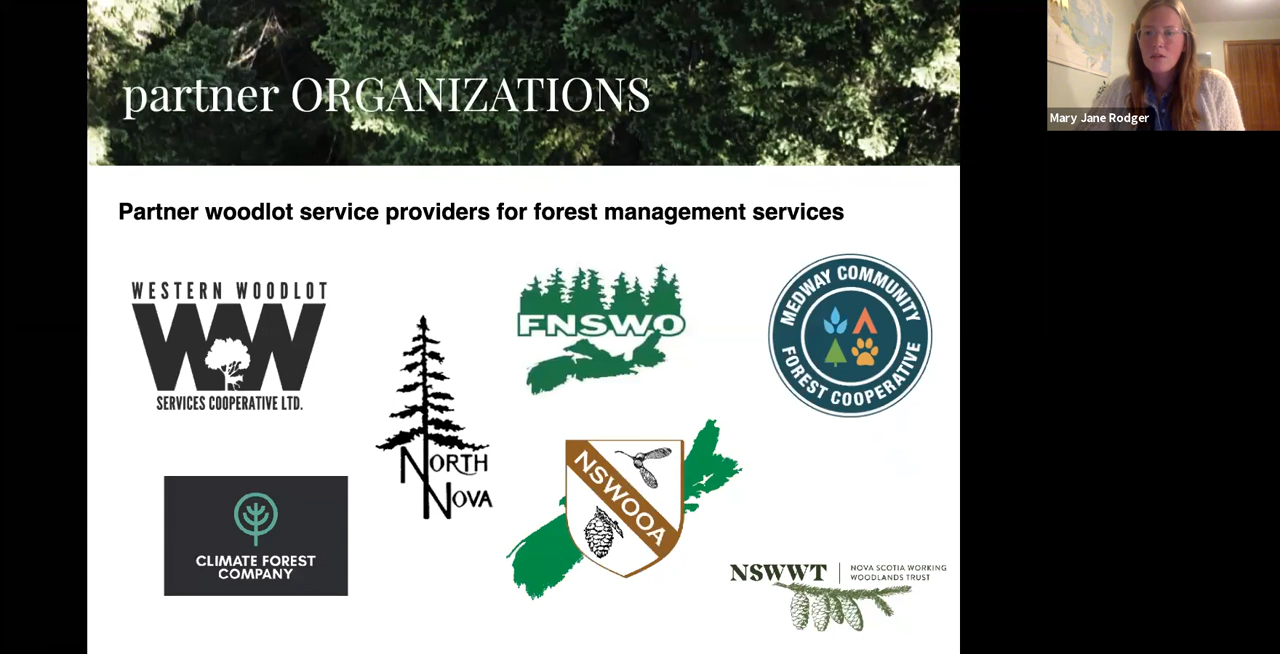 partner ORGANIZATIONS
Mary Jane Rodger
Partner woodlot service providers for forest management services
WESTERN WOODLOT
WW
SERVICES COOPERATIVE LTD.
FNSWO
MEDWAY COMMUNITY
FOREST COOPERATIVE
NORTH
NOVA
NSWOOA
CLIMATE FOREST
COMPANY
NSWWT
NOVA SCOTIA WORKING
WOODLANDS TRUST